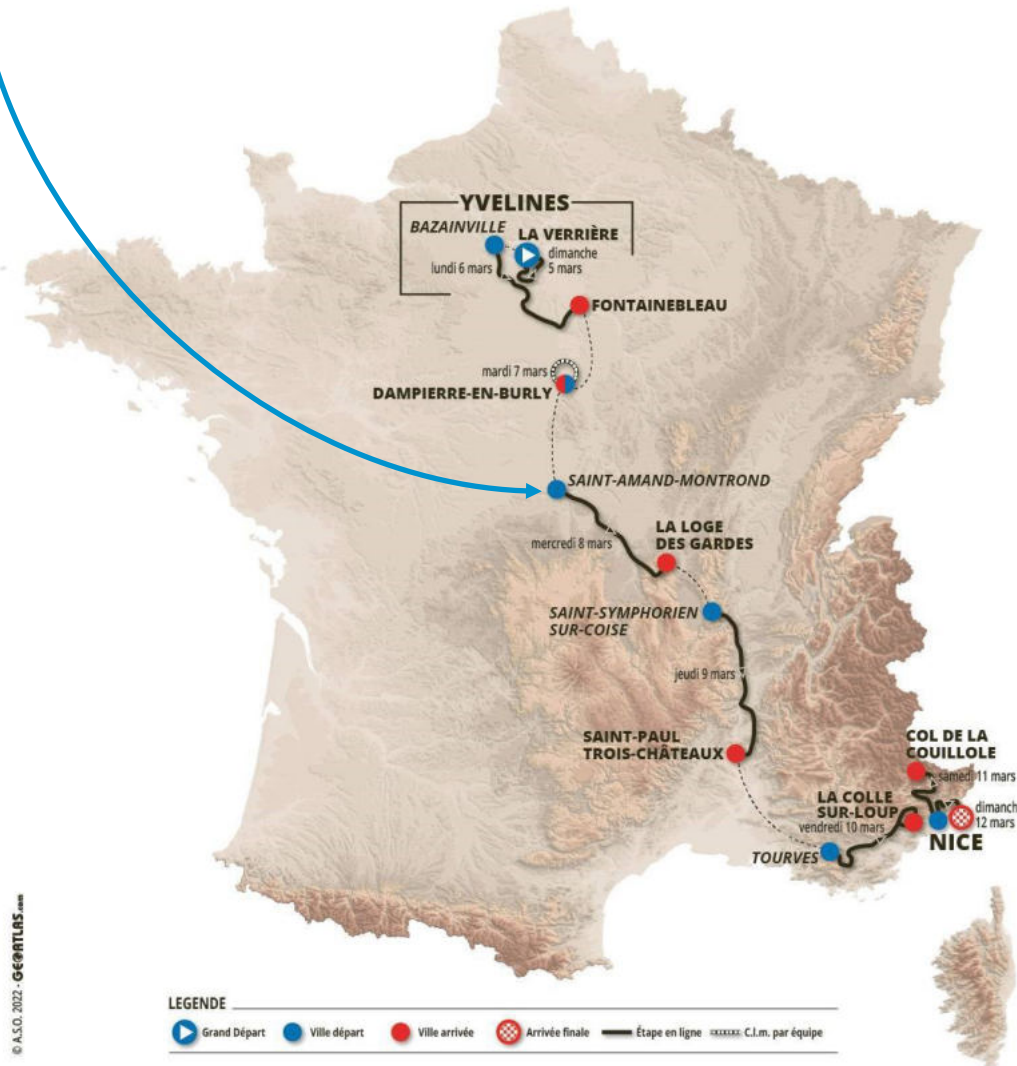 YVELINES
BAZAINVILLE
LA VERRIÈRE
dimanche
5 mars
lundi 6 mars
FONTAINEBLEAU
mardi 7 mars
DAMPIERRE-EN-BURLY
SAINT-AMAND-MONTROND
mercredi 8 mars
LA LOGE
DES GARDES
SAINT-SYMPHORIEN
SUR-COISE
jeudi 9 mars
SAINT-PAUL
TROIS-CHÂTEAUX
COL DE LA
COUILLOLE
samedi 11 mars
LA COLLE
SUR-LOUP
vendredi 10 mars
dimanch
12 mars
NICE
TOURVES
© A.S.O. 2022 - GEOATLAS.com
LEGENDE
Grand Départ
Ville départ
Ville arrivée
Arrivée finale
Étape en ligne
C.l.m. par équipe